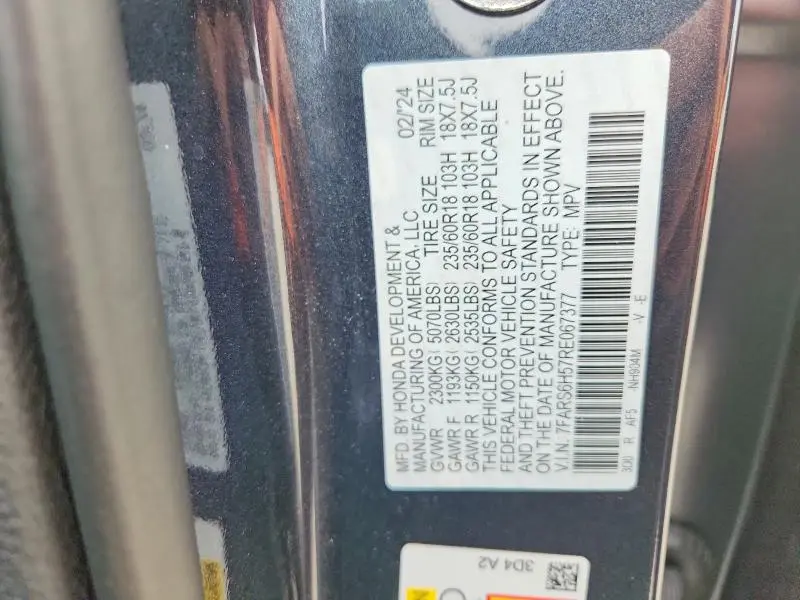 MFD. BY HONDA DEVELOPMENT &
MANUFACTURING OF AMERICA, LLC 02/'24
GVWR 2300KG( 5070LBS) TIRE SIZE RIM SIZE
GAWR F 1193KG( 2630LBS) 235/60R18 103H 18X7.5J
GAWR R 1150KG( 2535LBS) 235/60R18 103H 18X7.5J
THIS VEHICLE CONFORMS TO ALL APPLICABLE
FEDERAL MOTOR VEHICLE SAFETY
AND THEFT PREVENTION STANDARDS IN EFFECT
ON THE DATE OF MANUFACTURE SHOWN ABOVE.
V.I.N. 7FARS6H57RE067377 TYPE: MPV
3D0 R AF5 NH904M -V -E
3D4 A2